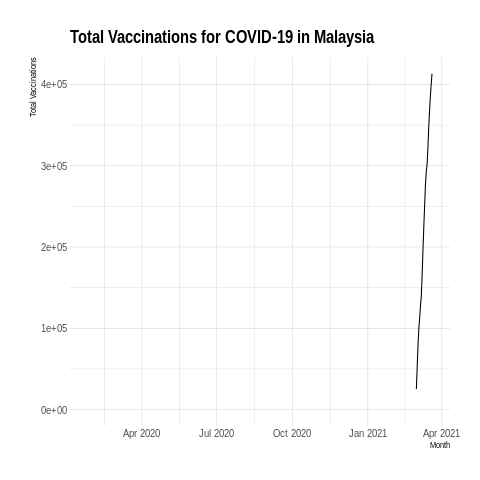 Total Vaccinations for COVID-19 in Malaysia
Total Vaccinations
4e+05
3e+05
2e+05
1e+05
0e+00
Apr 2020 Jul 2020 Oct 2020 Jan 2021 Apr 2021
Month